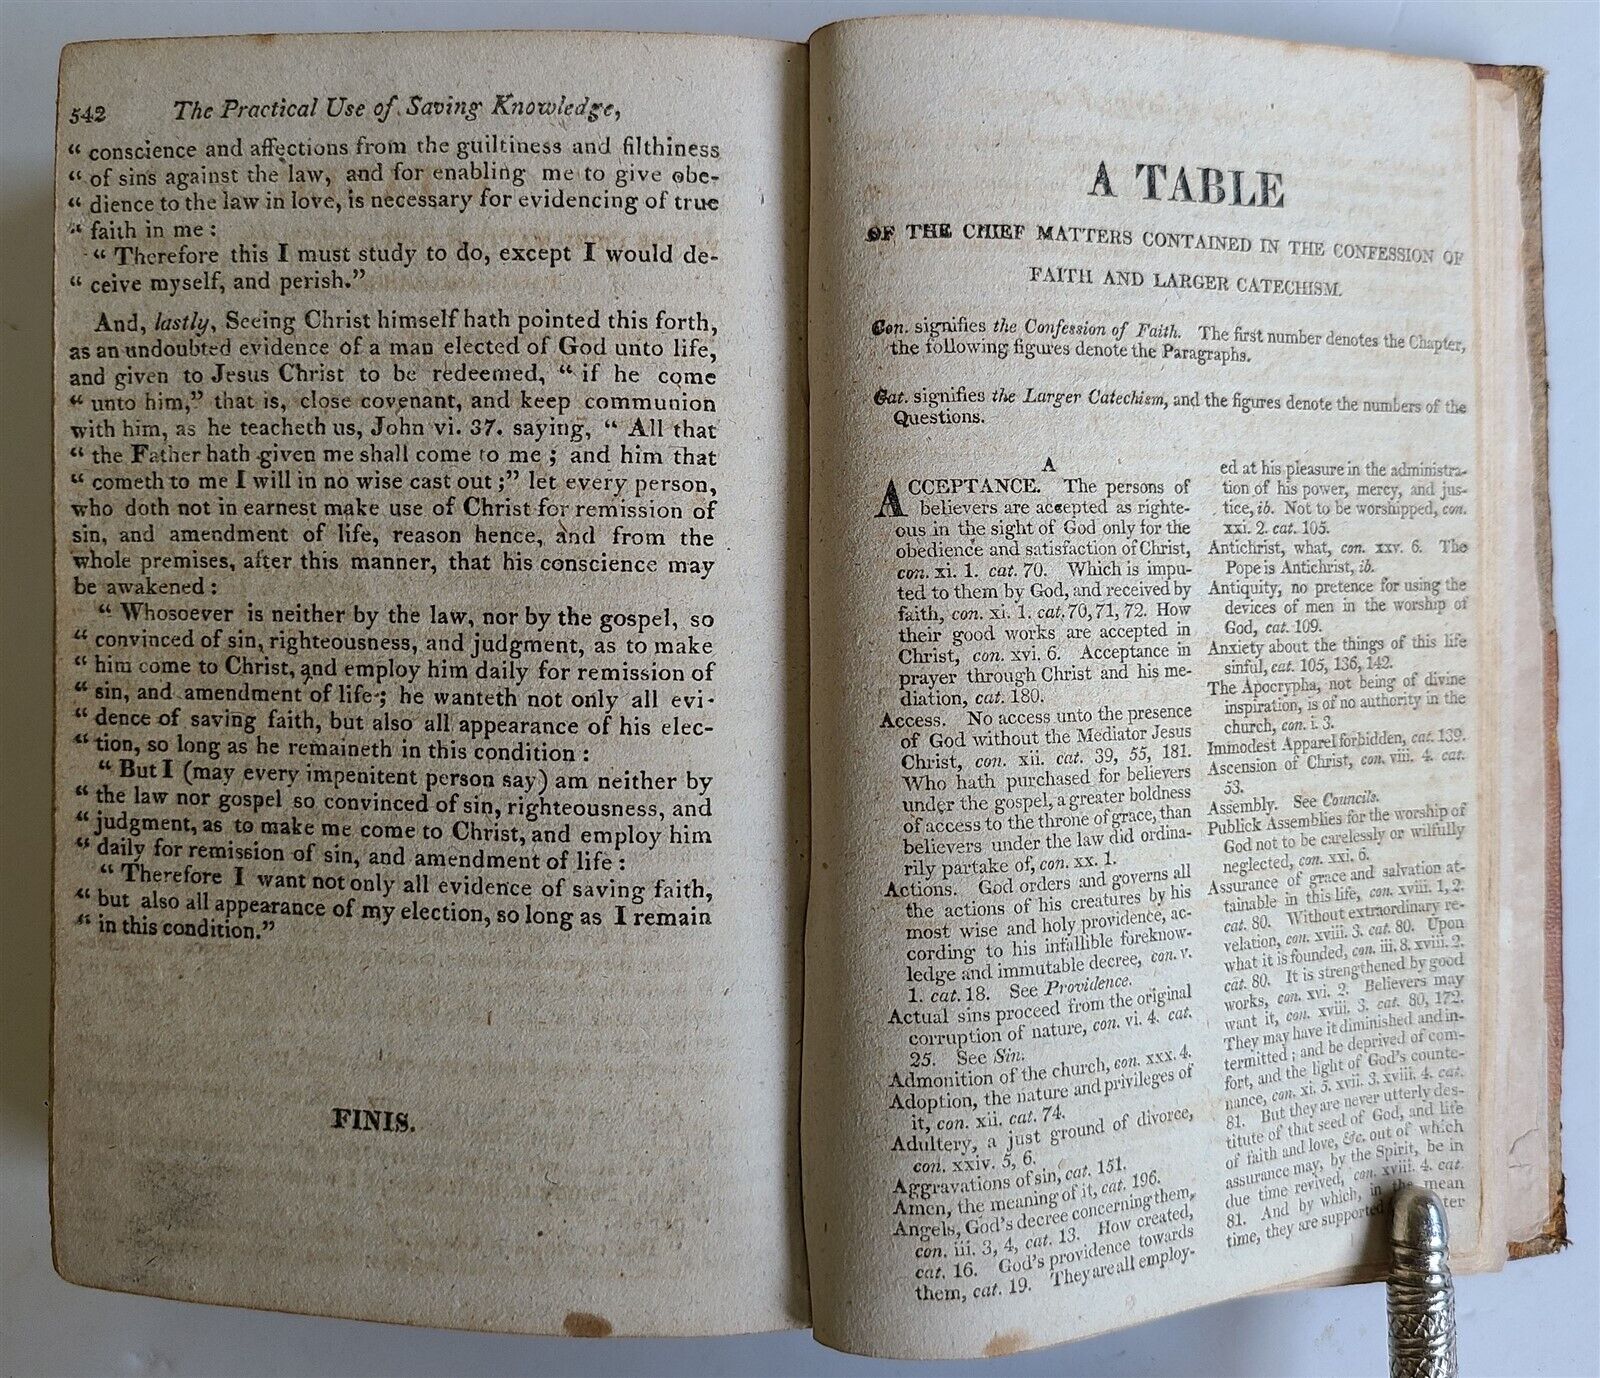 542 The Practical Use of Saving Knowledge,
“ conscience and affections from the guiltiness and filthiness
“ of sins against the law, and for enabling me to give obe-
“ dience to the law in love, is necessary for evidencing of true
“ faith in me :
“ Therefore this I must study to do, except I would de-
“ ceive myself, and perish.”
And, lastly, Seeing Christ himself hath pointed this forth,
as an undoubted evidence of a man elected of God unto life,
and given to Jesus Christ to be redeemed, “ if he come
“ unto him,” that is, close covenant, and keep communion
with him, as he teacheth us, John vi. 37. saying, “ All that
“ the Father hath given me shall come to me ; and him that
“ cometh to me I will in no wise cast out ;” let every person,
who doth not in earnest make use of Christ for remission of
sin, and amendment of life, reason hence, and from the
whole premises, after this manner, that his conscience may
be awakened :
“ Whosoever is neither by the law, nor by the gospel, so
“ convinced of sin, righteousness, and judgment, as to make
“ him come to Christ, and employ him daily for remission of
“ sin, and amendment of life ; he wanteth not only all evi-
“ dence of saving faith, but also all appearance of his elec-
“ tion, so long as he remaineth in this condition :
“ But I (may every impenitent person say) am neither by
“ the law nor gospel so convinced of sin, righteousness, and
“ judgment, as to make me come to Christ, and employ him
“ daily for remission of sin, and amendment of life :
“ Therefore I want not only all evidence of saving faith,
“ but also all appearance of my election, so long as I remain
“ in this condition.”
FINIS.
A TABLE
OF THE CHIEF MATTERS CONTAINED IN THE CONFESSION OF
FAITH AND LARGER CATECHISM.
Con. signifies the Confession of Faith. The first number denotes the Chapter,
the following figures denote the Paragraphs.
Cat. signifies the Larger Catechism, and the figures denote the numbers of the
Questions.
A
ACCEPTANCE. The persons of
believers are accepted as righte-
ous in the sight of God only for the
obedience and satisfaction of Christ,
con. xi. 1. cat. 70. Which is impu-
ted to them by God, and received by
faith, con. xi. 1. cat. 70, 71, 72. How
their good works are accepted in
Christ, con. xvi. 6. Acceptance in
prayer through Christ and his me-
diation, cat. 180.
Access. No access unto the presence
of God without the Mediator Jesus
Christ, con. xii. cat. 39, 55, 181.
Who hath purchased for believers
under the gospel, a greater boldness
of access to the throne of grace, than
believers under the law did ordina-
rily partake of, con. xx. 1.
Actions. God orders and governs all
the actions of his creatures by his
most wise and holy providence, ac-
cording to his infallible foreknow-
ledge and immutable decree, con. v.
1. cat. 18. See Providence.
Actual sins proceed from the original
corruption of nature, con. vi. 4. cat.
25. See Sin.
Admonition of the church, con. xxx. 4.
Adoption, the nature and privileges of
it, con. xii. cat. 74.
Adultery, a just ground of divorce,
con. xxiv. 5, 6.
Aggravations of sin, cat. 151.
Amen, the meaning of it, cat. 196.
Angels, God's decree concerning them,
con. iii. 3, 4, cat. 13. How created,
cat. 16. God's providence towards
them, cat. 19. They are all employ-
ed at his pleasure in the administra-
tion of his power, mercy, and jus-
tice, ib. Not to be worshipped, con.
xxi. 2. cat. 105.
Antichrist, what, con. xxv. 6. The
Pope is Antichrist, ib.
Antiquity, no pretence for using the
devices of men in the worship of
God, cat. 109.
Anxiety about the things of this life
sinful, cat. 105, 136, 142.
The Apocrypha, not being of divine
inspiration, is of no authority in the
church, con. i. 3.
Immodest Apparel forbidden, cat. 139.
Ascension of Christ, con. viii. 4. cat.
53.
Assembly. See Councils.
Publick Assemblies for the worship of
God not to be carelessly or wilfully
neglected, con. xxi. 6.
Assurance of grace and salvation at-
tainable in this life, con. xviii. 1, 2.
cat. 80. Without extraordinary re-
velation, con. xviii. 3. cat. 80. Upon
what it is founded, con. iii. 8. xviii. 2.
cat. 80. It is strengthened by good
works, con. xvi. 2. Believers may
want it, con. xviii. 3. cat. 80, 172.
They may have it diminished and in-
termitted ; and be deprived of com-
fort, and the light of God's counte-
nance, con. xi. 5. xvii. 3. xviii. 4. cat.
81. But they are never utterly des-
titute of that seed of God, and life
of faith and love, &c. out of which
assurance may, by the Spirit, be in
due time revived, con. xviii. 4. cat.
81. And by which, in the mean
time, they are supported